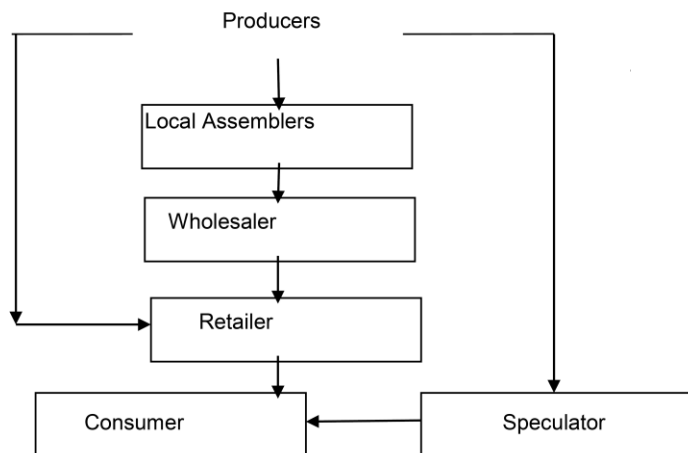 Producers
Local Assemblers
Wholesaler
Retailer
Consumer
Speculator